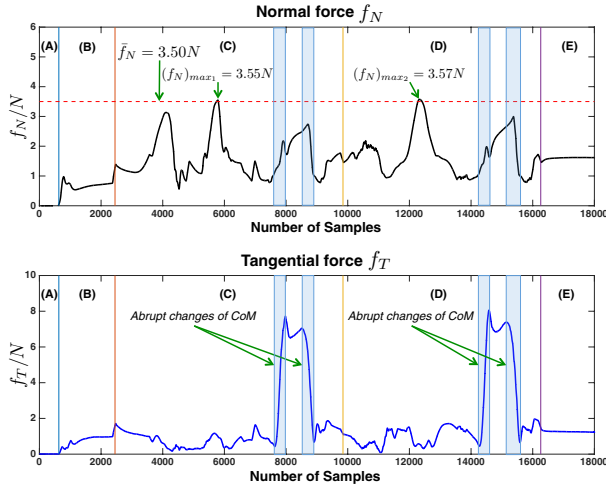 Normal force f_N
(A) (B) (C) (D) (E)
f̄_N = 3.50N
(f_N)_{max_1} = 3.55N
(f_N)_{max_2} = 3.57N
f_N/N
6
5
4
3
2
1
0
0 2000 4000 6000 8000 10000 12000 14000 16000 18000
Number of Samples
Tangential force f_T
(A) (B) (C) (D) (E)
Abrupt changes of CoM Abrupt changes of CoM
f_T/N
10
8
6
4
2
0
0 2000 4000 6000 8000 10000 12000 14000 16000 18000
Number of Samples